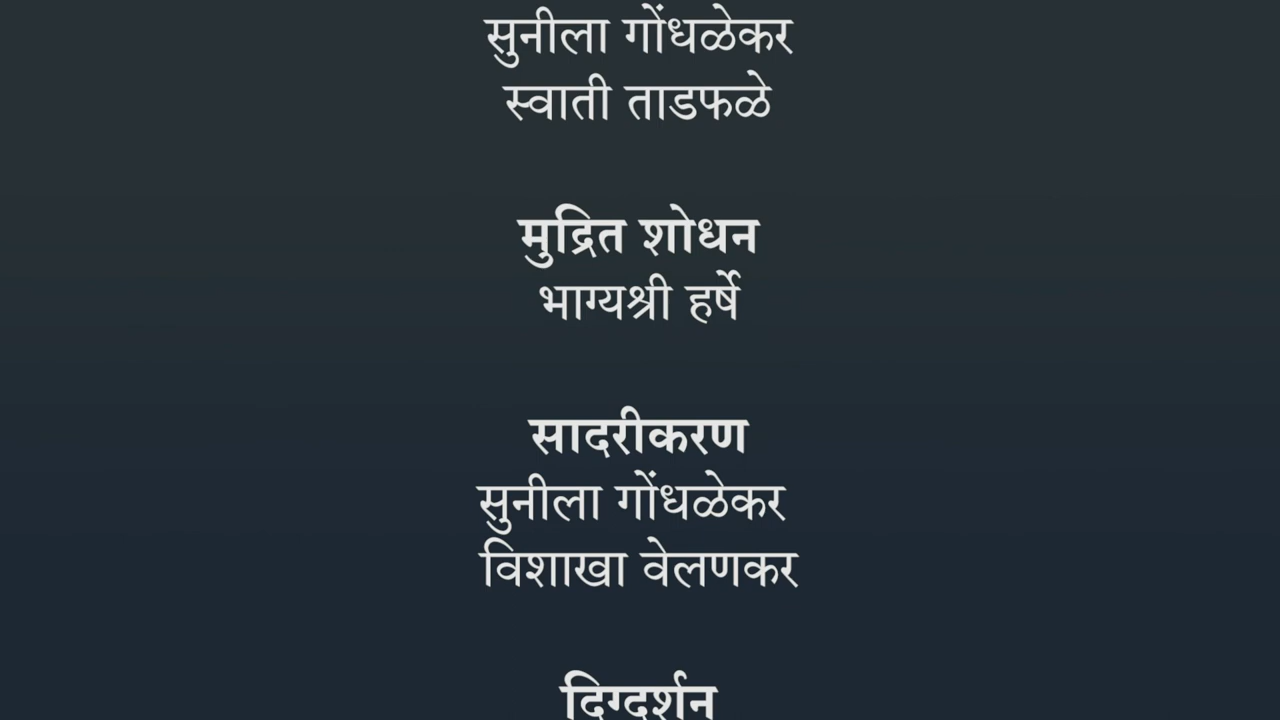 सुनीला गोंधळेकर
स्वाती ताडफळे
मुद्रित शोधन
भाग्यश्री हर्षे
सादरीकरण
सुनीला गोंधळेकर
विशाखा वेलणकर
दिग्दर्शन